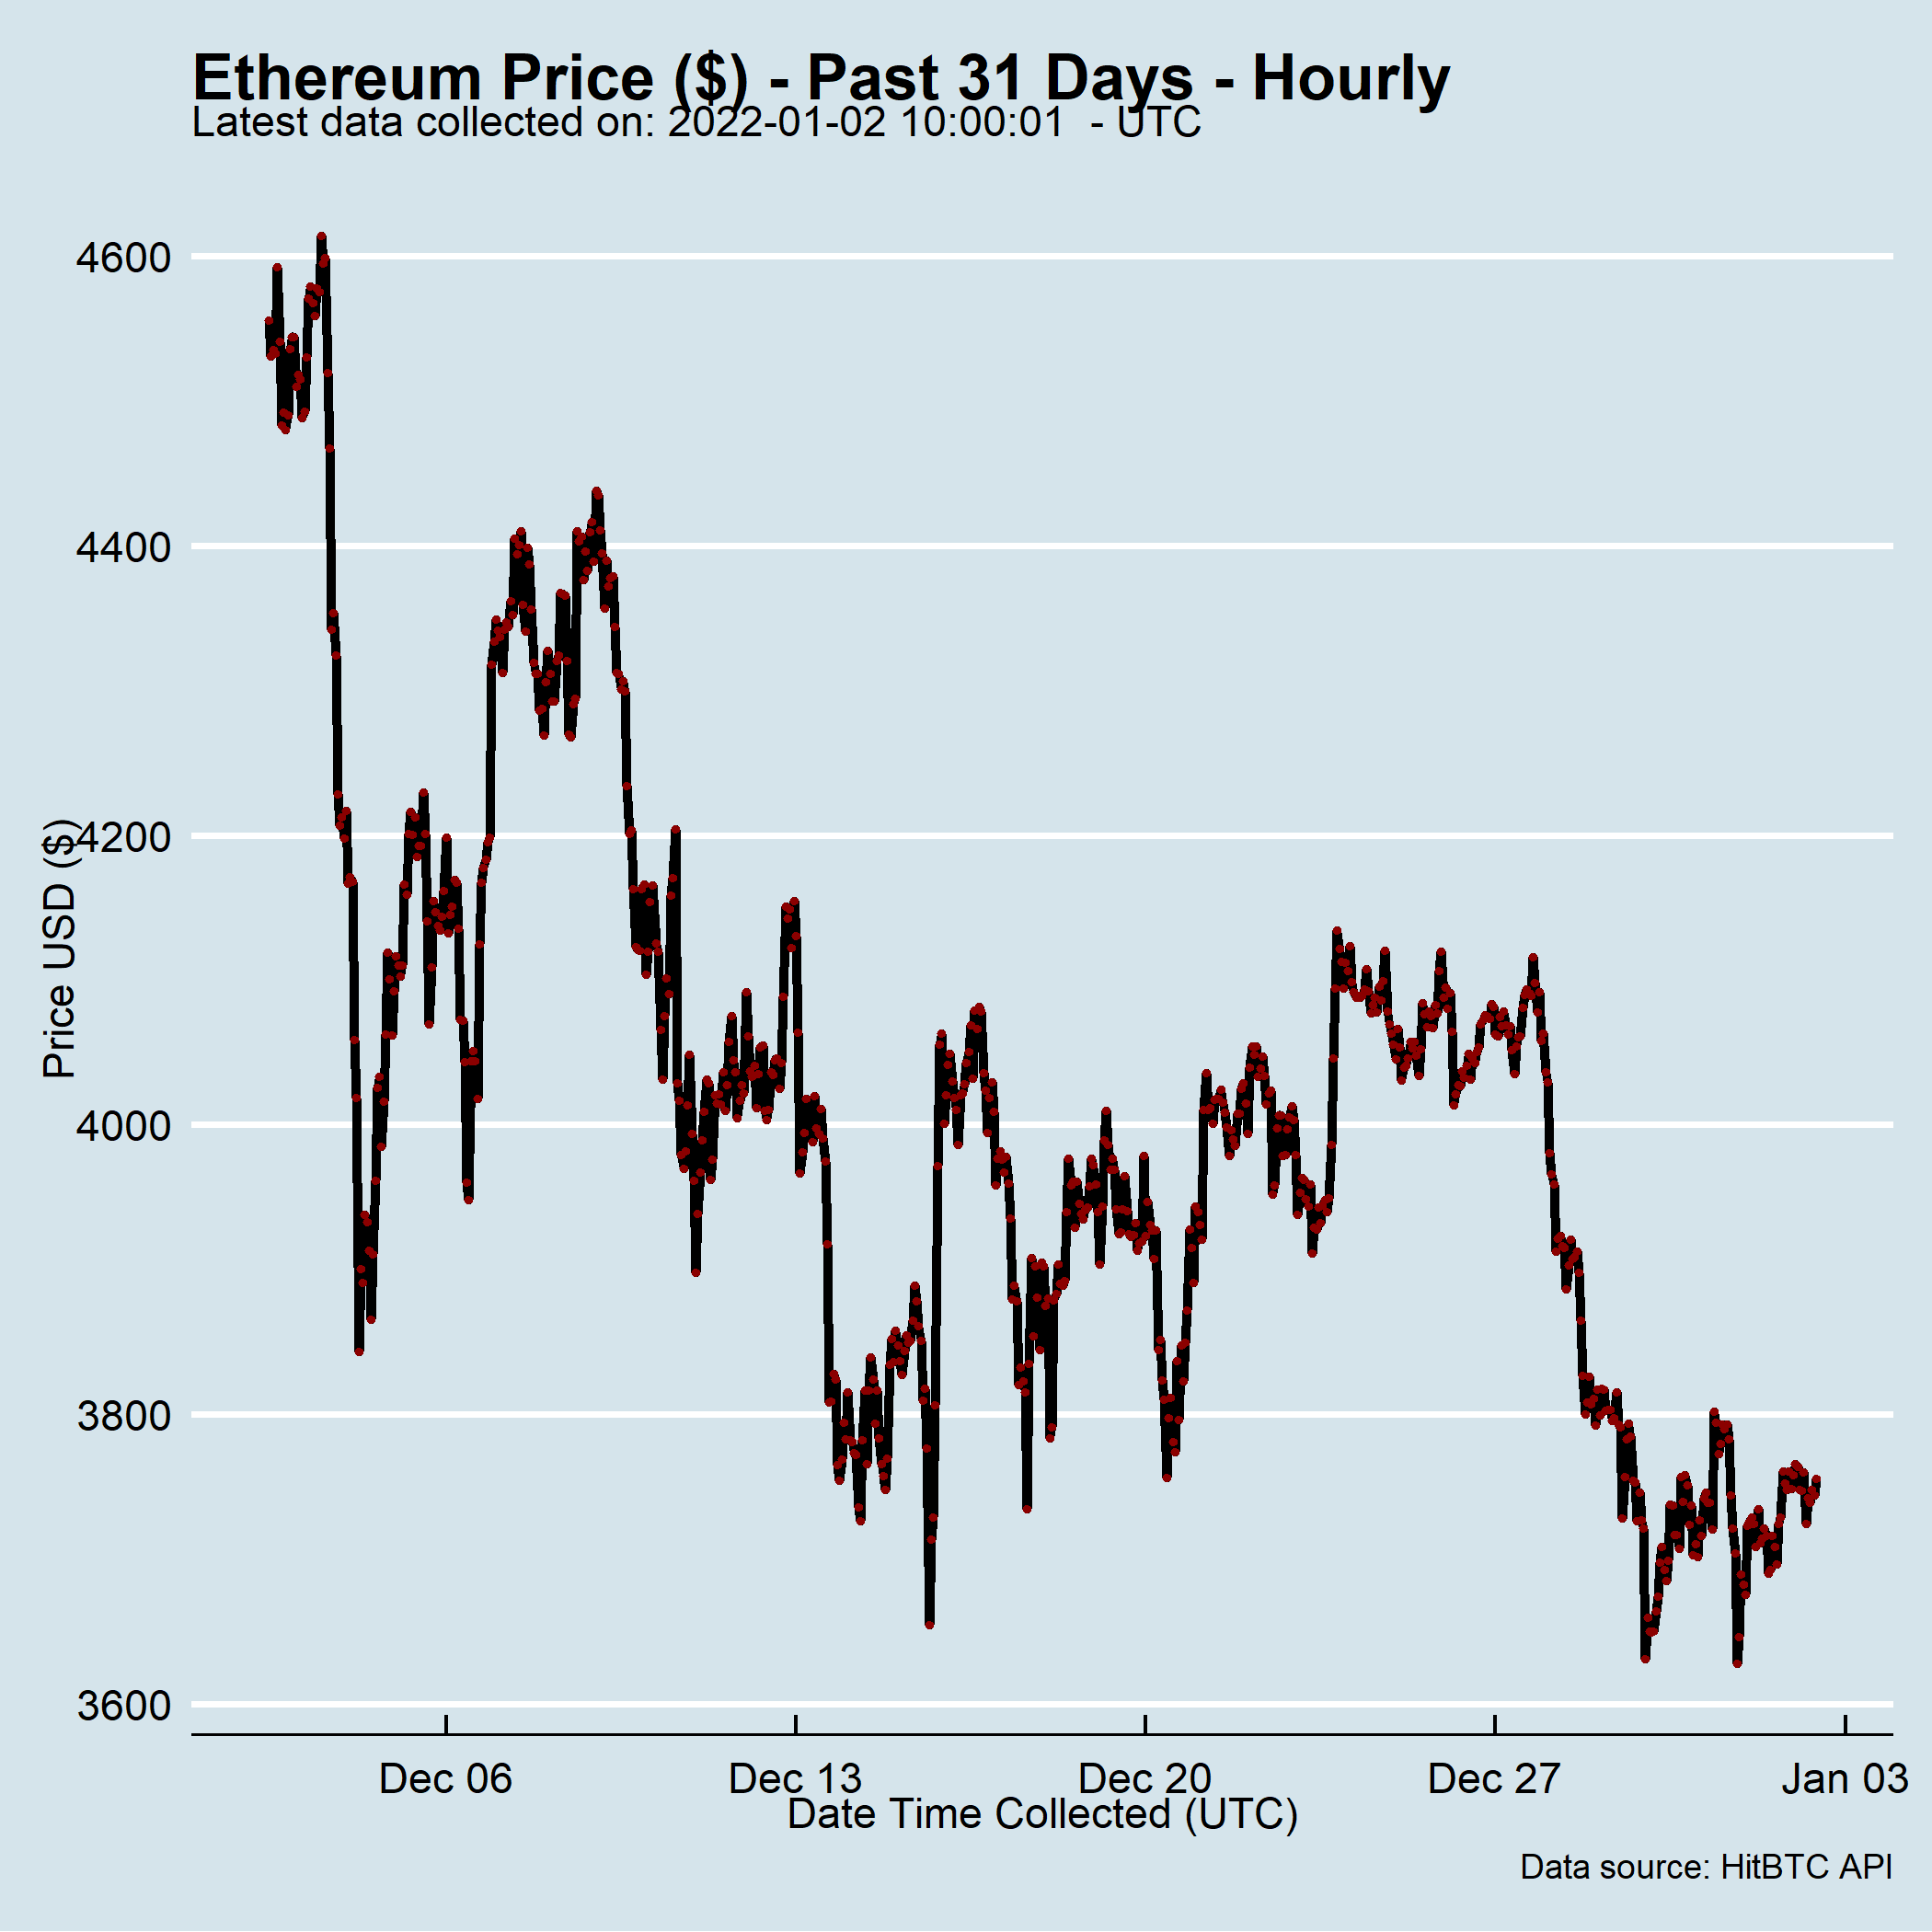 Ethereum Price ($) - Past 31 Days - Hourly
Latest data collected on: 2022-01-02 10:00:01 - UTC
4600
4400
4200
4000
3800
3600
Price USD ($)
Dec 06
Dec 13
Dec 20
Dec 27
Jan 03
Date Time Collected (UTC)
Data source: HitBTC API